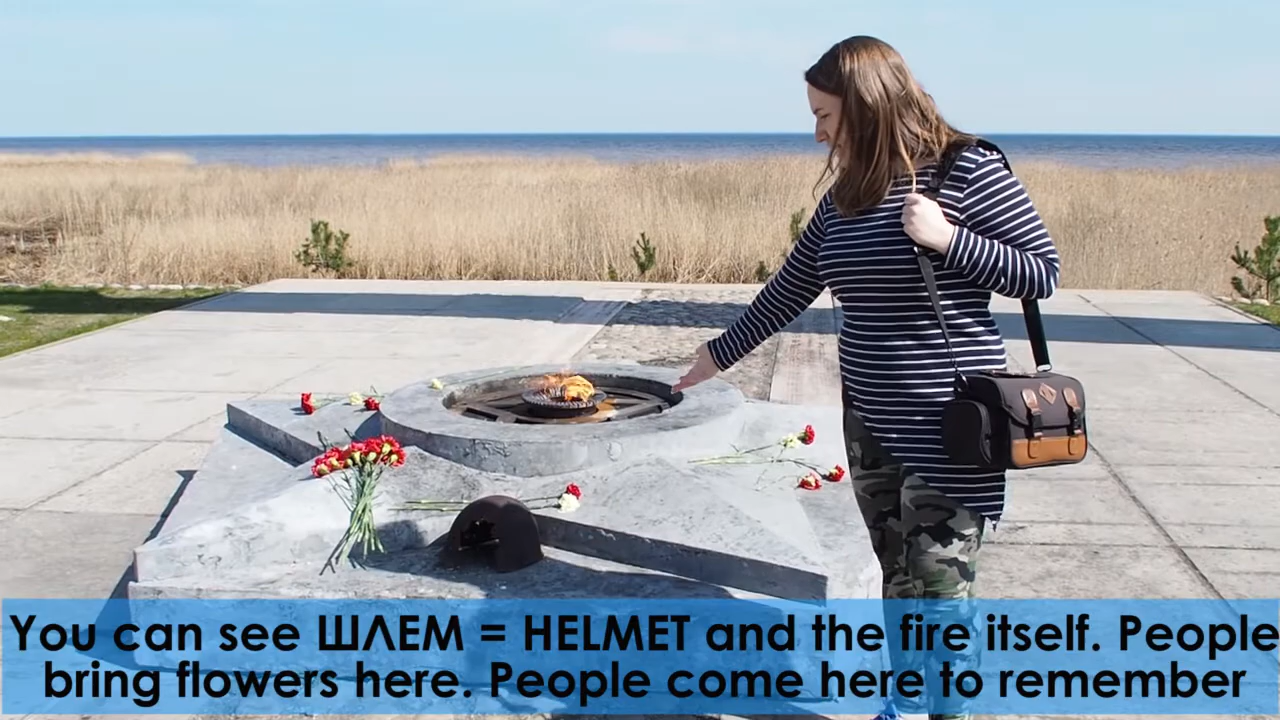 You can see ШЛЕМ = HELMET and the fire itself. People
bring flowers here. People come here to remember